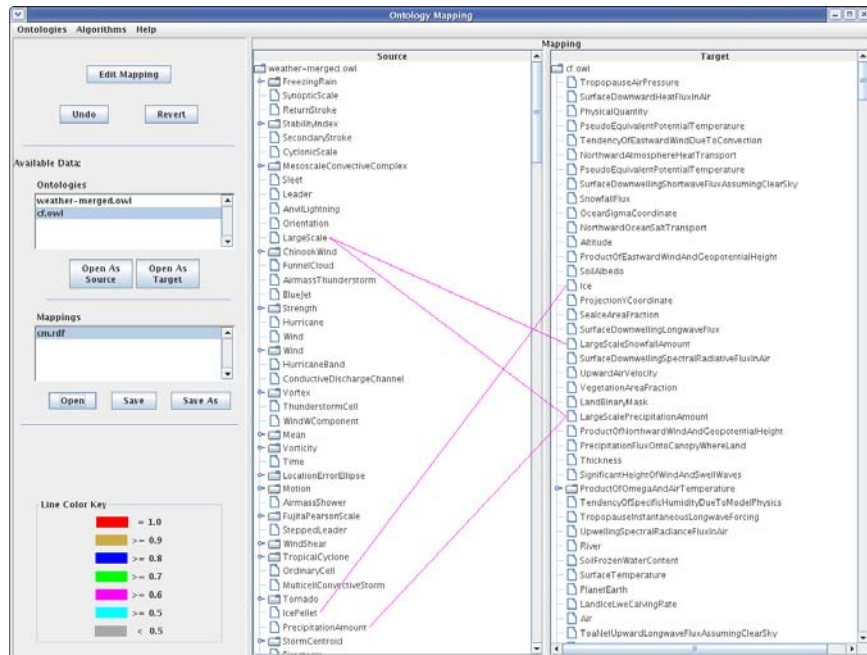 Ontology Mapping
Ontologies Algorithms Help
Edit Mapping
Undo Revert
Available Data:
Ontologies
weather-merged.owl
cf.owl
Open As Source
Open As Target
Mappings
cm.rdf
Open Save Save As
Line Color Key
= 1.0
>= 0.9
>= 0.8
>= 0.7
>= 0.6
>= 0.5
< 0.5
Mapping
Source
weather-merged.owl
FreezingRain
SynopticScale
ReturnStroke
StabilityIndex
SecondaryStroke
CyclonicScale
MesoscaleConvectiveComplex
Sleet
Leader
AnvilLightning
Orientation
LargeScale
ChinookWind
FunnelCloud
AirmassThunderstorm
BlueJet
Strength
Hurricane
Wind
Wind
HurricaneBand
ConductiveDischargeChannel
Vortex
ThunderstormCell
WindWComponent
Mean
Vorticity
Time
LocationErrorEllipse
Motion
AirmassShower
FujitaPearsonScale
SteppedLeader
WindShear
TropicalCyclone
OrdinaryCell
MulticellConvectiveStorm
Tornado
IcePellet
PrecipitationAmount
StormCentroid
Target
cf.owl
TropopauseAirPressure
SurfaceDownwardHeatFluxInAir
PhysicalQuantity
PseudoEquivalentPotentialTemperature
TendencyOfEastwardWindDueToConvection
NorthwardAtmosphereHeatTransport
PseudoEquivalentPotentialTemperature
SurfaceDownwellingShortwaveFluxAssumingClearSky
SnowfallFlux
OceanSigmaCoordinate
NorthwardOceanSaltTransport
Altitude
ProductOfEastwardWindAndGeopotentialHeight
SoilAlbedo
Ice
ProjectionYCoordinate
SeaIceAreaFraction
SurfaceDownwellingLongwaveFlux
LargeScaleSnowfallAmount
SurfaceDownwellingSpectralRadiativeFluxInAir
UpwardAirVelocity
VegetationAreaFraction
LandBinaryMask
LargeScalePrecipitationAmount
ProductOfNorthwardWindAndGeopotentialHeight
PrecipitationFluxOntoCanopyWhereLand
Thickness
SignificantHeightOfWindAndSwellWaves
ProductOfOmegaAndAirTemperature
TendencyOfSpecificHumidityDueToModelPhysics
TropopauseInstantaneousLongwaveForcing
UpwellingSpectralRadianceFluxInAir
River
SoilFrozenWaterContent
SurfaceTemperature
PlanetEarth
LandIceLweCalvingRate
Air
ToaNetUpwardLongwaveFluxAssumingClearSky